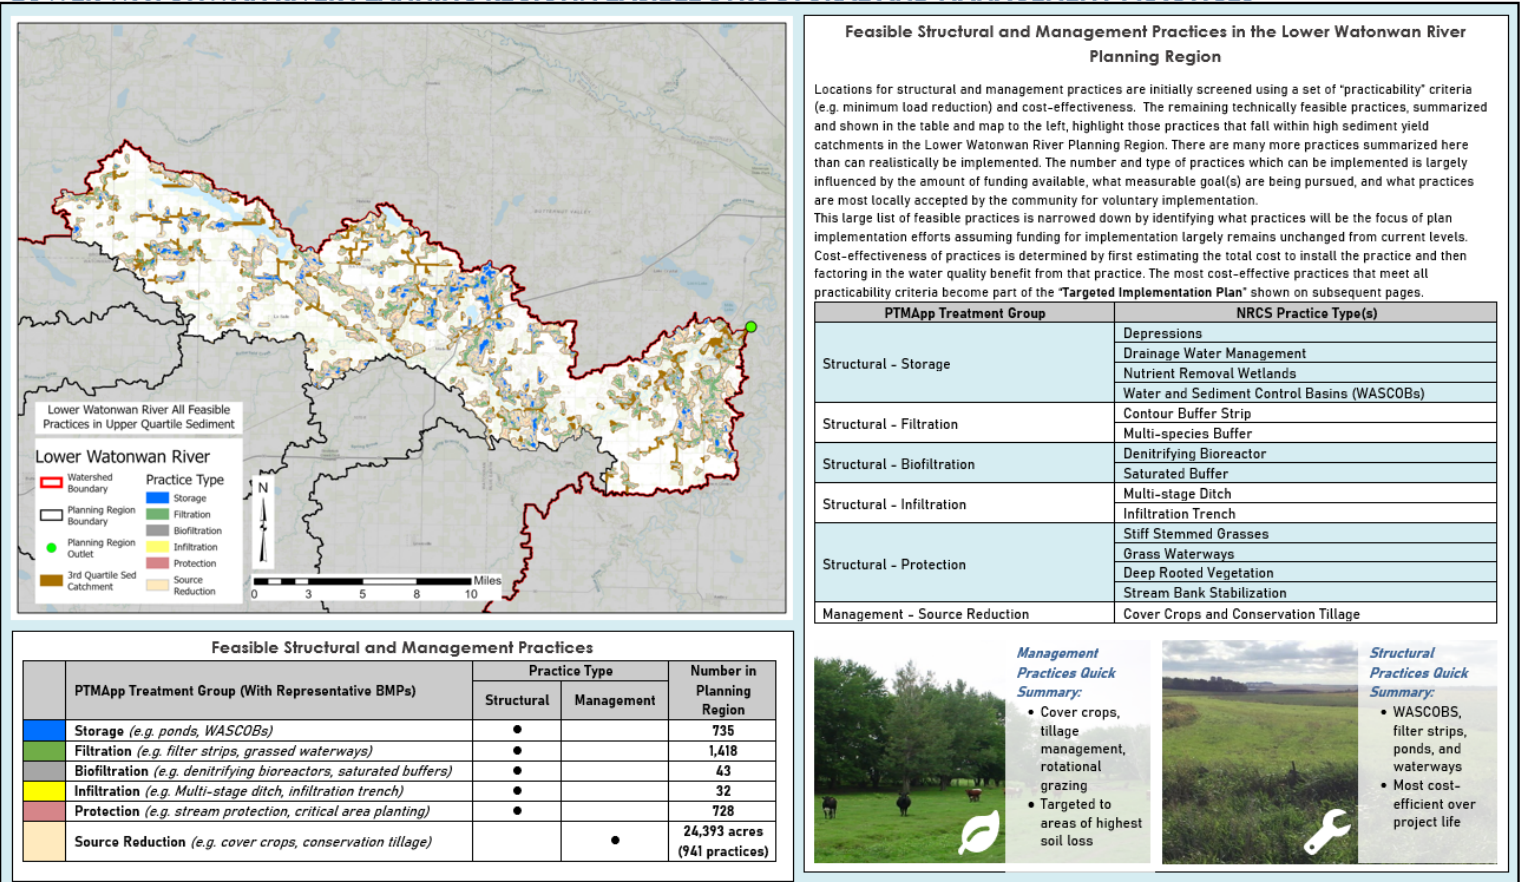 Lower Watonwan River All Feasible
Practices in Upper Quartile Sediment
Lower Watonwan River
Watershed
Boundary
Planning Region
Boundary
Planning Region
Outlet
3rd Quartile Sed
Catchment
Practice Type
Storage
Filtration
Biofiltration
Infiltration
Protection
Source
Reduction
N
0 3 5 8 10 Miles
Feasible Structural and Management Practices
PTMApp Treatment Group (With Representative BMPs)
Practice Type
Structural
Management
Number in
Planning
Region
Storage (e.g. ponds, WASCOBs) ● 735
Filtration (e.g. filter strips, grassed waterways) ● 1,418
Biofiltration (e.g. denitrifying bioreactors, saturated buffers) ● 43
Infiltration (e.g. Multi-stage ditch, infiltration trench) ● 32
Protection (e.g. stream protection, critical area planting) ● 728
Source Reduction (e.g. cover crops, conservation tillage) ● 24,393 acres
(941 practices)
Feasible Structural and Management Practices in the Lower Watonwan River
Planning Region
Locations for structural and management practices are initially screened using a set of "practicability" criteria
(e.g. minimum load reduction) and cost-effectiveness. The remaining technically feasible practices, summarized
and shown in the table and map to the left, highlight those practices that fall within high sediment yield
catchments in the Lower Watonwan River Planning Region. There are many more practices summarized here
than can realistically be implemented. The number and type of practices which can be implemented is largely
influenced by the amount of funding available, what measurable goal(s) are being pursued, and what practices
are most locally accepted by the community for voluntary implementation.
This large list of feasible practices is narrowed down by identifying what practices will be the focus of plan
implementation efforts assuming funding for implementation largely remains unchanged from current levels.
Cost-effectiveness of practices is determined by first estimating the total cost to install the practice and then
factoring in the water quality benefit from that practice. The most cost-effective practices that meet all
practicability criteria become part of the "Targeted Implementation Plan" shown on subsequent pages.
PTMApp Treatment Group NRCS Practice Type(s)
Structural - Storage
Depressions
Drainage Water Management
Nutrient Removal Wetlands
Water and Sediment Control Basins (WASCOBs)
Structural - Filtration
Contour Buffer Strip
Multi-species Buffer
Structural - Biofiltration
Denitrifying Bioreactor
Saturated Buffer
Structural - Infiltration
Multi-stage Ditch
Infiltration Trench
Structural - Protection
Stiff Stemmed Grasses
Grass Waterways
Deep Rooted Vegetation
Stream Bank Stabilization
Management - Source Reduction Cover Crops and Conservation Tillage
Management
Practices Quick
Summary:
● Cover crops,
tillage
management,
rotational
grazing
● Targeted to
areas of highest
soil loss
Structural
Practices Quick
Summary:
● WASCOBS,
filter strips,
ponds, and
waterways
● Most cost-
efficient over
project life